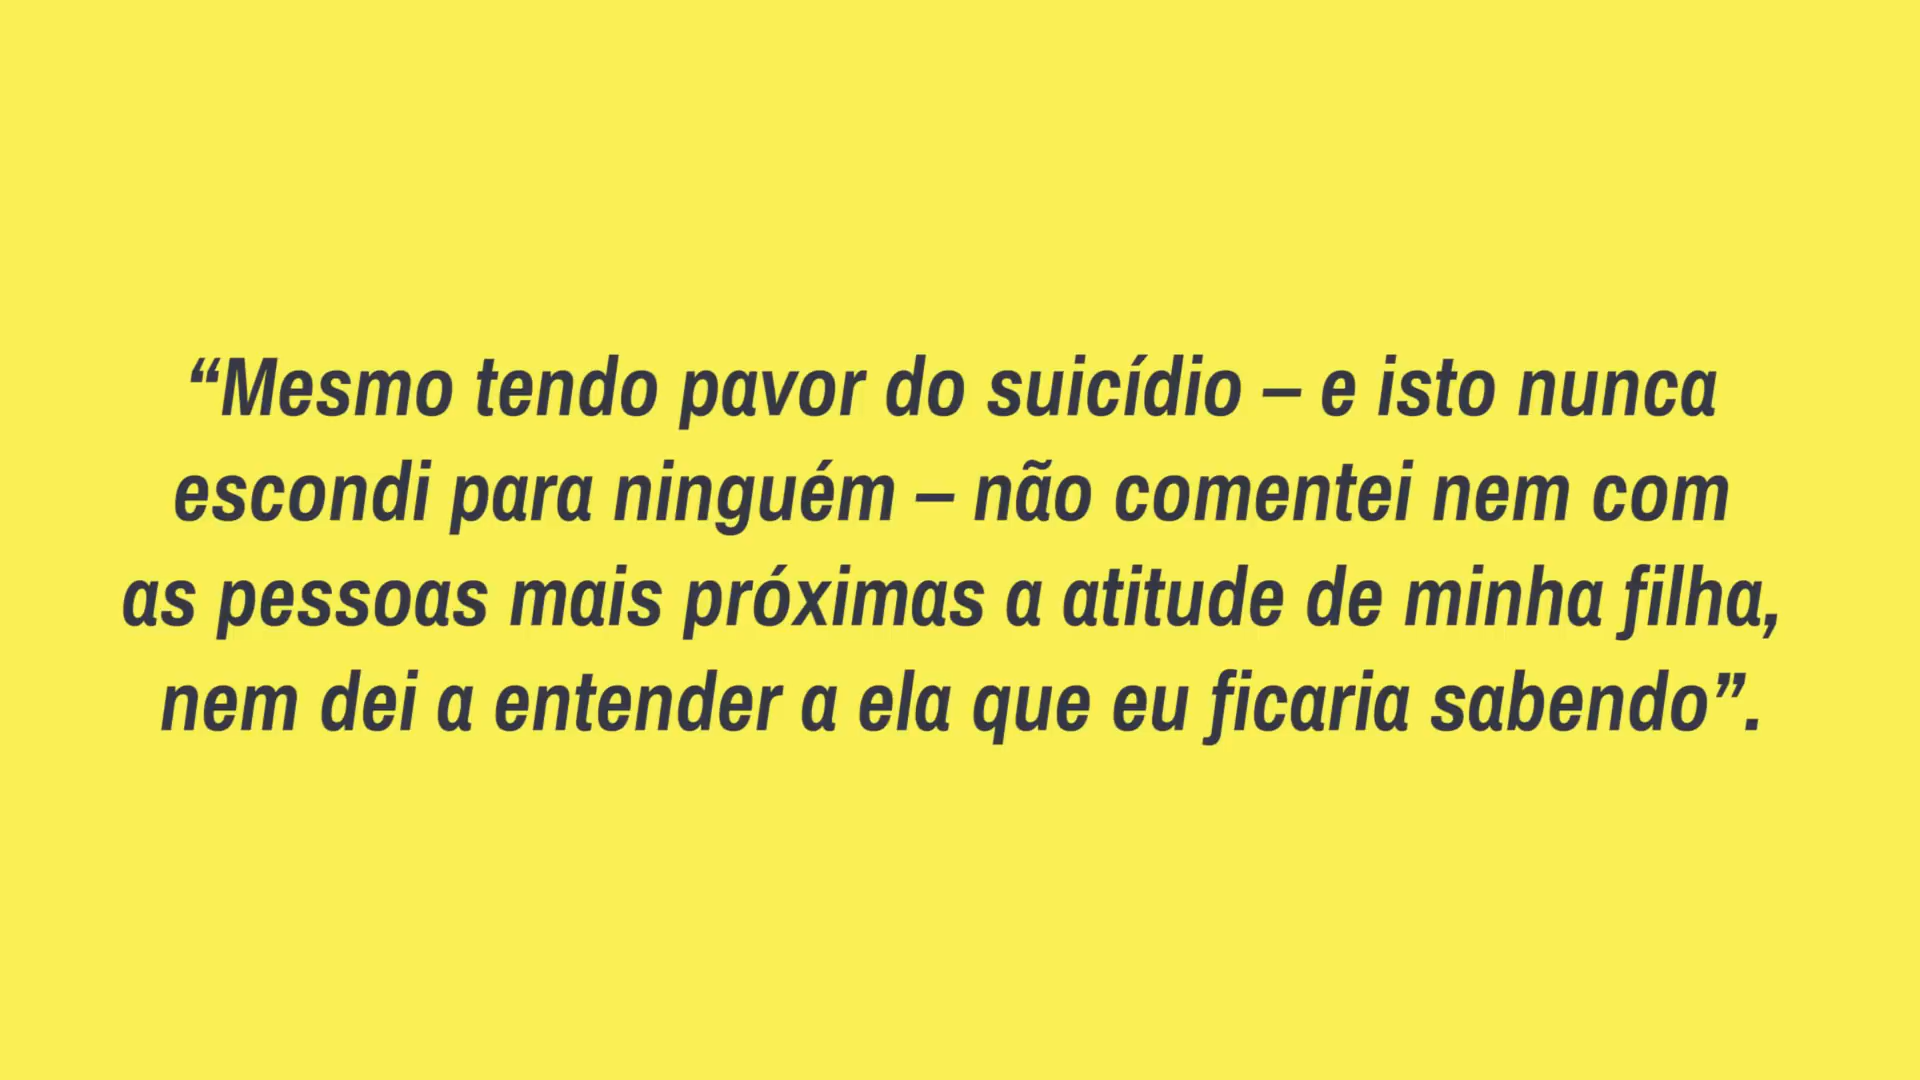 “Mesmo tendo pavor do suicídio – e isto nunca
escondi para ninguém – não comentei nem com
as pessoas mais próximas a atitude de minha filha,
nem dei a entender a ela que eu ficaria sabendo”.